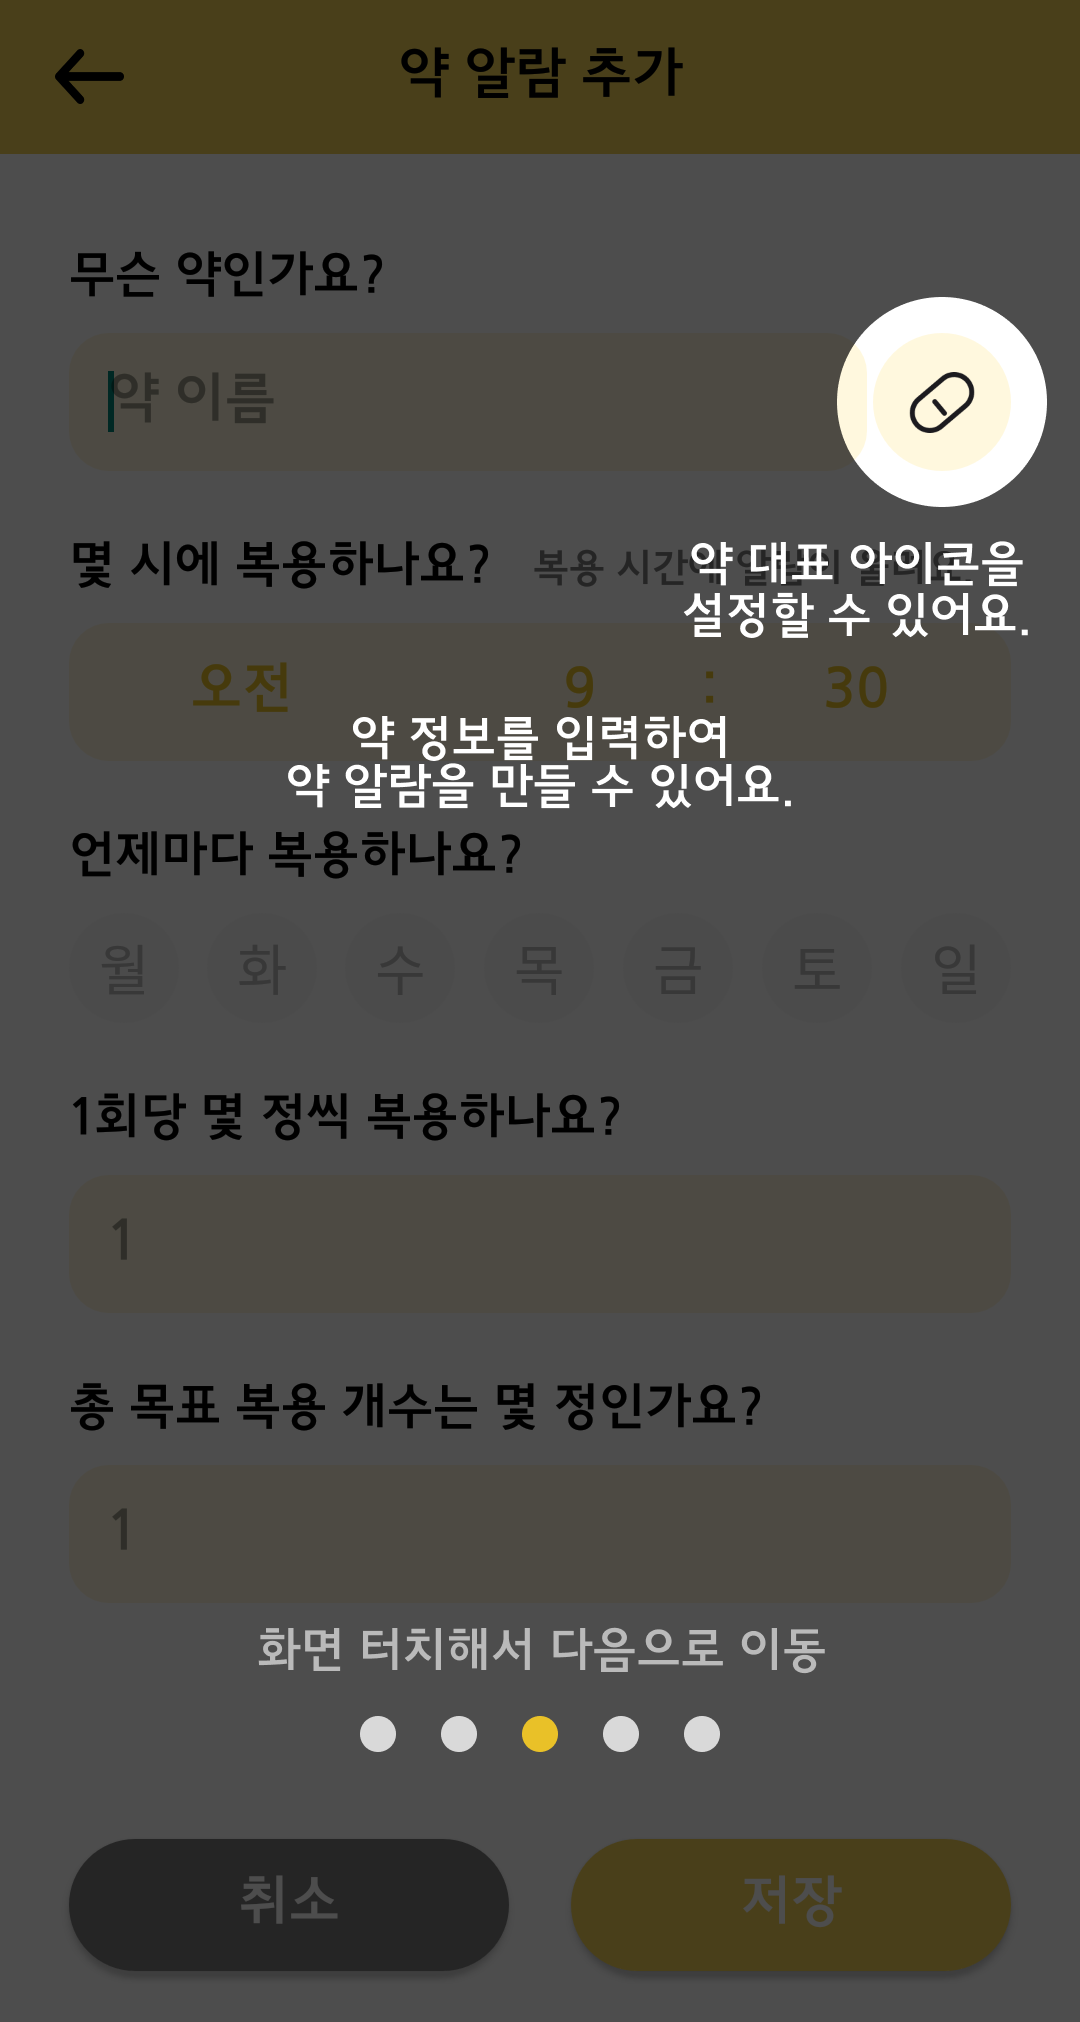 약 알람 추가
무슨 약인가요?
약 이름
몇 시에 복용하나요?
복용 시간에
약 대표 아이콘을
설정할 수 있어요.
오전 9 : 30
약 정보를 입력하여
약 알람을 만들 수 있어요.
언제마다 복용하나요?
월 화 수 목 금 토 일
1회당 몇 정씩 복용하나요?
1
총 목표 복용 개수는 몇 정인가요?
1
화면 터치해서 다음으로 이동
취소 저장